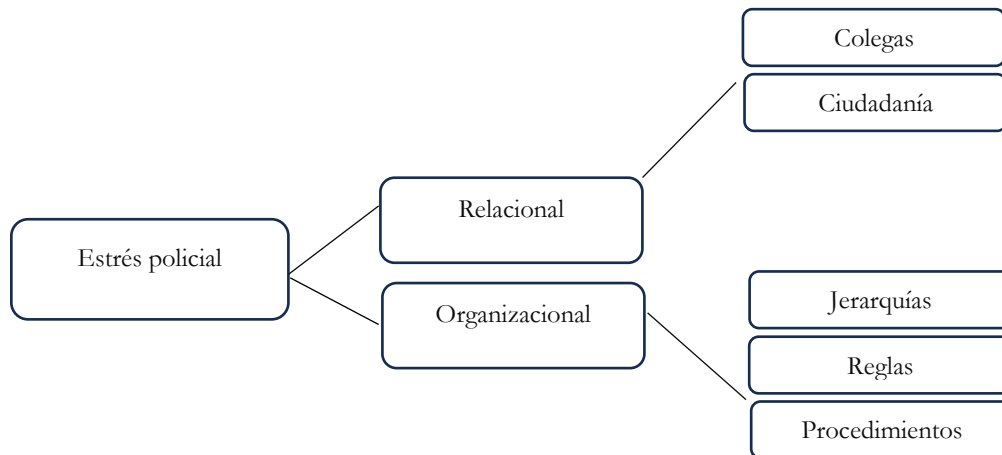 Colegas
Ciudadanía
Relacional
Estrés policial
Organizacional
Jerarquías
Reglas
Procedimientos